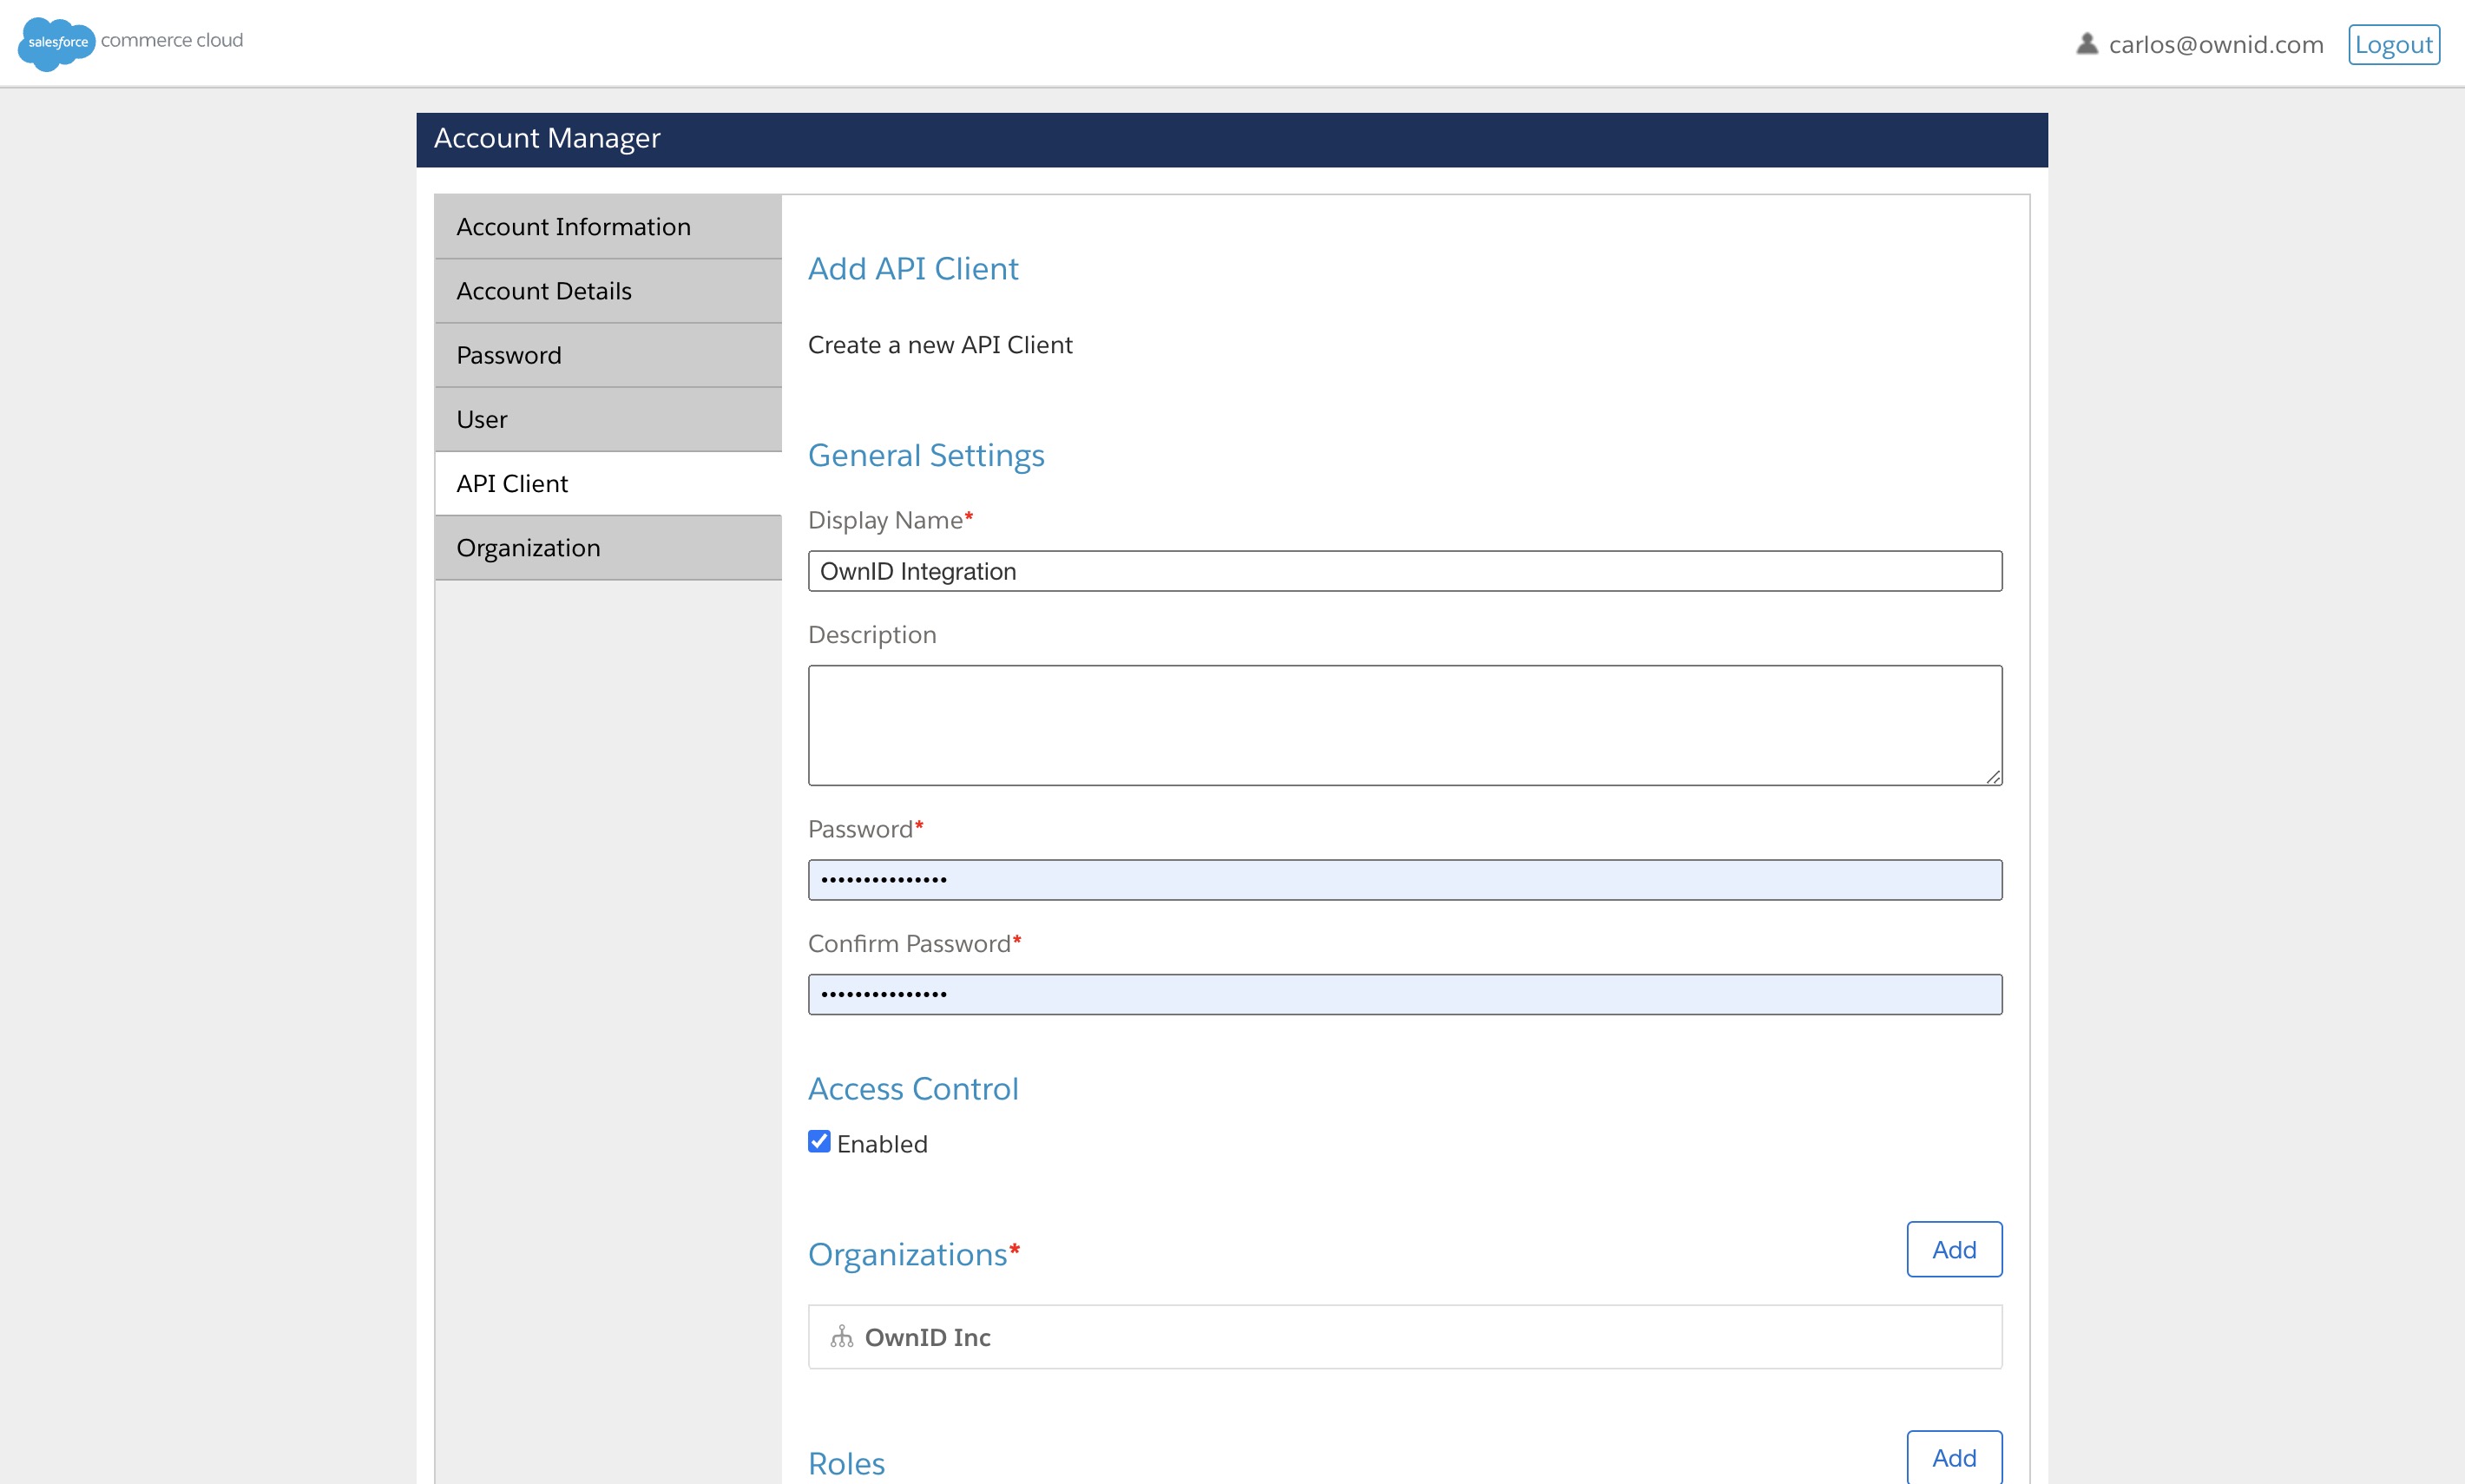 salesforce commerce cloud
carlos@ownid.com
Logout
Account Manager
Account Information
Account Details
Password
User
API Client
Organization
Add API Client
Create a new API Client
General Settings
Display Name*
OwnID Integration
Description
Password*
•••••••••••••••
Confirm Password*
•••••••••••••••
Access Control
Enabled
Organizations*
Add
OwnID Inc
Roles
Add